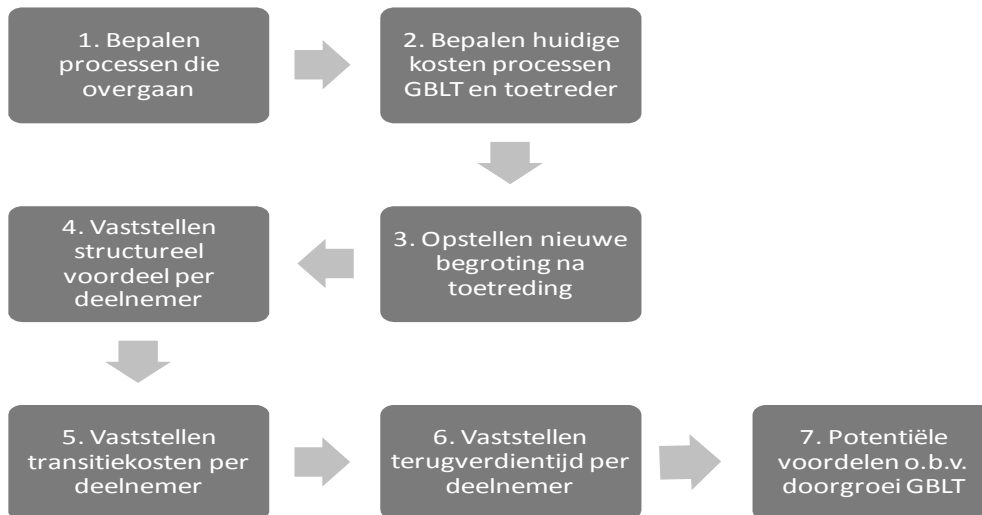 1. Bepalen
processen die
overgaan
2. Bepalen huidige
kosten processen
GBLT en toetreder
3. Opstellen nieuwe
begroting na
toetreding
4. Vaststellen
structureel
voordeel per
deelnemer
5. Vaststellen
transitiekosten per
deelnemer
6. Vaststellen
terugverdientijd per
deelnemer
7. Potentiële
voordelen o.b.v.
doorgroei GBLT